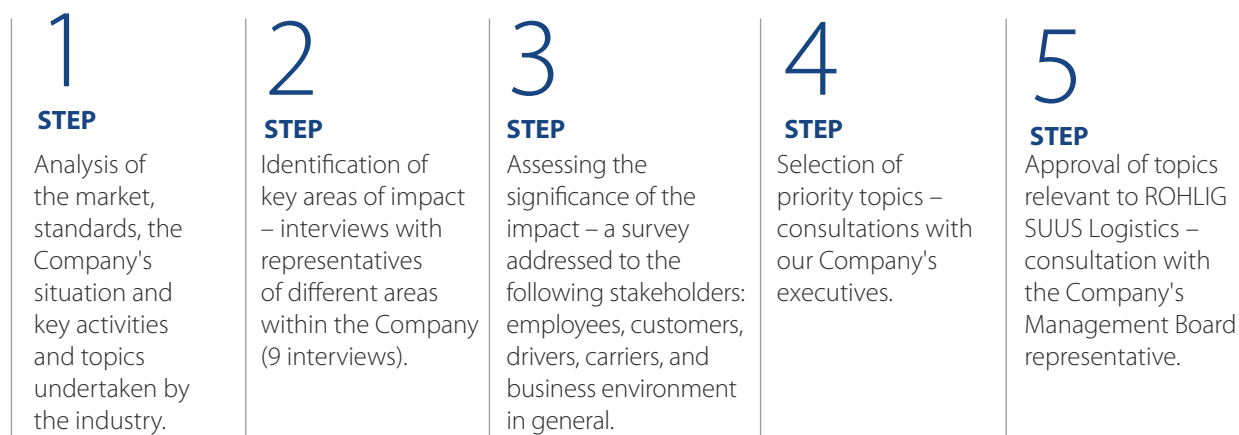 1
STEP
Analysis of
the market,
standards, the
Company's
situation and
key activities
and topics
undertaken by
the industry.
2
STEP
Identification of
key areas of impact
– interviews with
representatives
of different areas
within the Company
(9 interviews).
3
STEP
Assessing the
significance of the
impact – a survey
addressed to the
following stakeholders:
employees, customers,
drivers, carriers, and
business environment
in general.
4
STEP
Selection of
priority topics –
consultations with
our Company's
executives.
5
STEP
Approval of topics
relevant to ROHLIG
SUUS Logistics –
consultation with
the Company's
Management Board
representative.